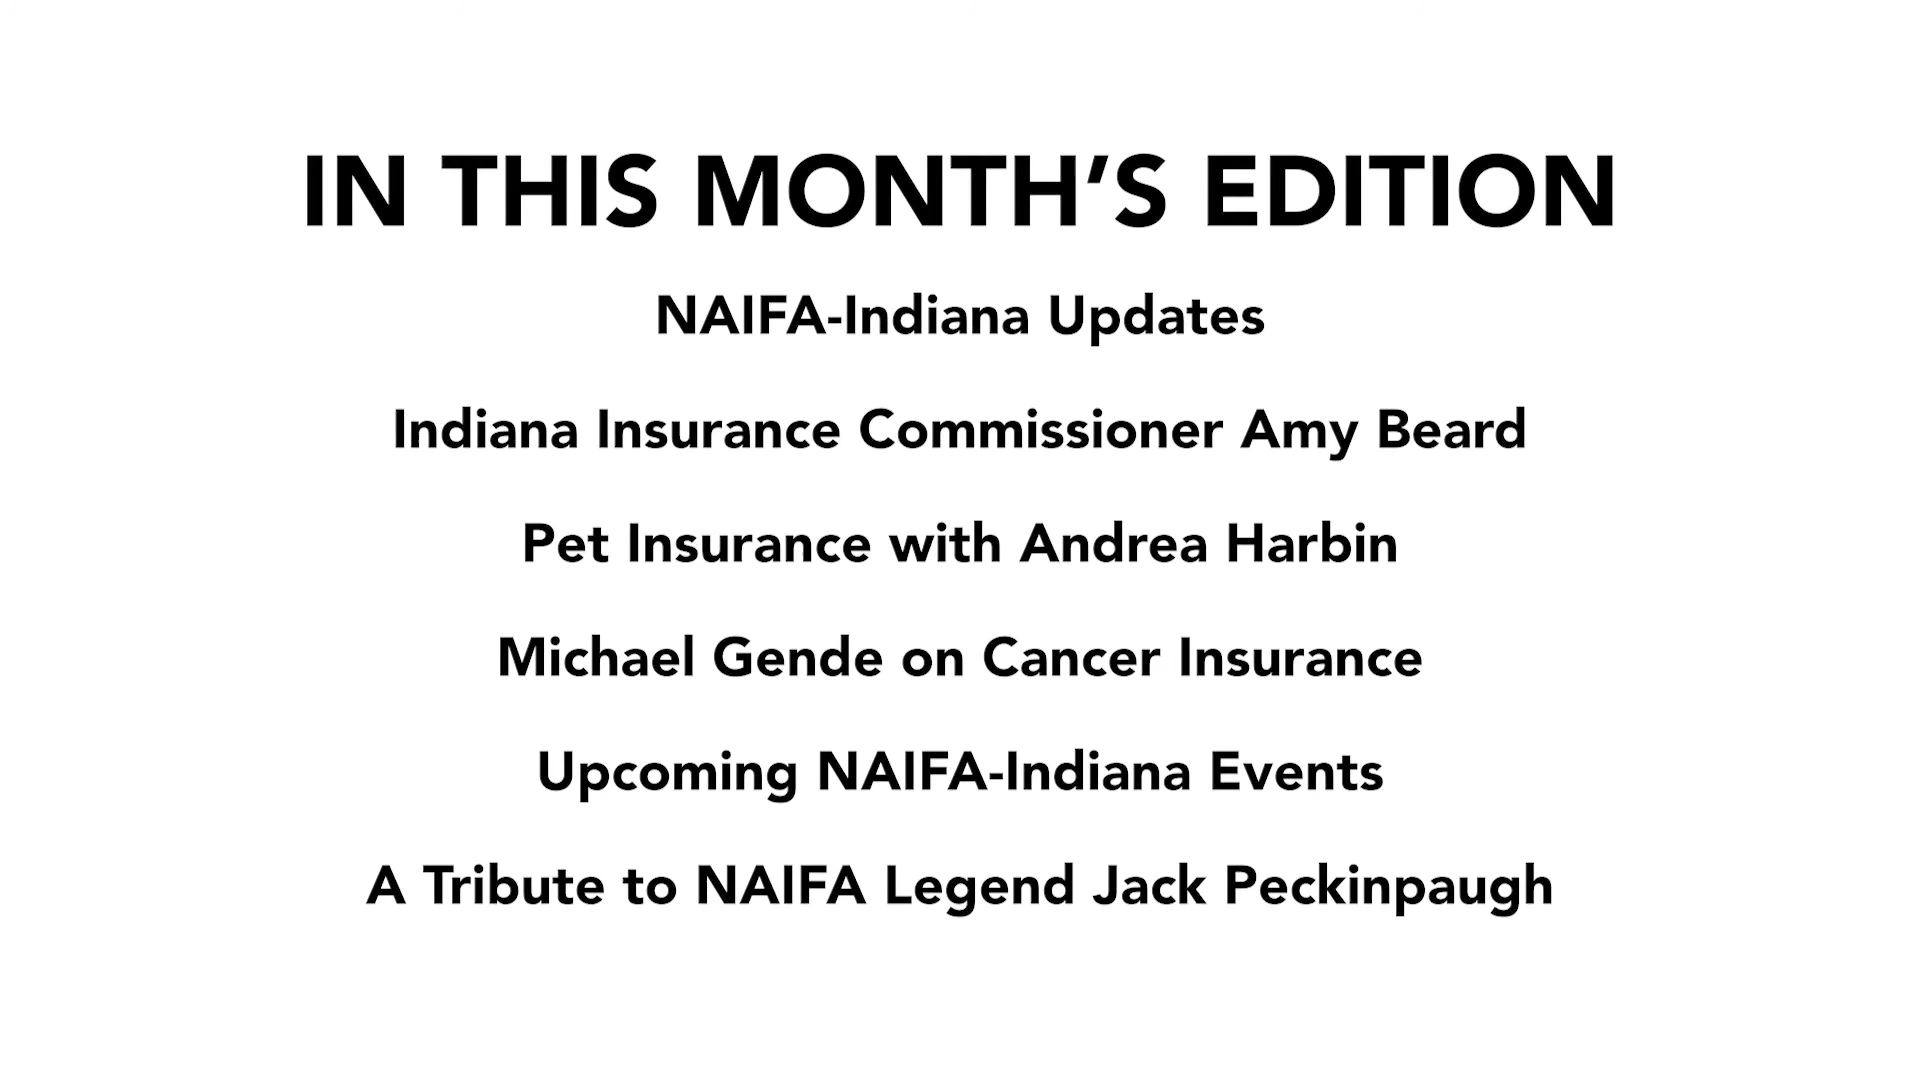 IN THIS MONTH’S EDITION
NAIFA-Indiana Updates
Indiana Insurance Commissioner Amy Beard
Pet Insurance with Andrea Harbin
Michael Gende on Cancer Insurance
Upcoming NAIFA-Indiana Events
A Tribute to NAIFA Legend Jack Peckinpaugh